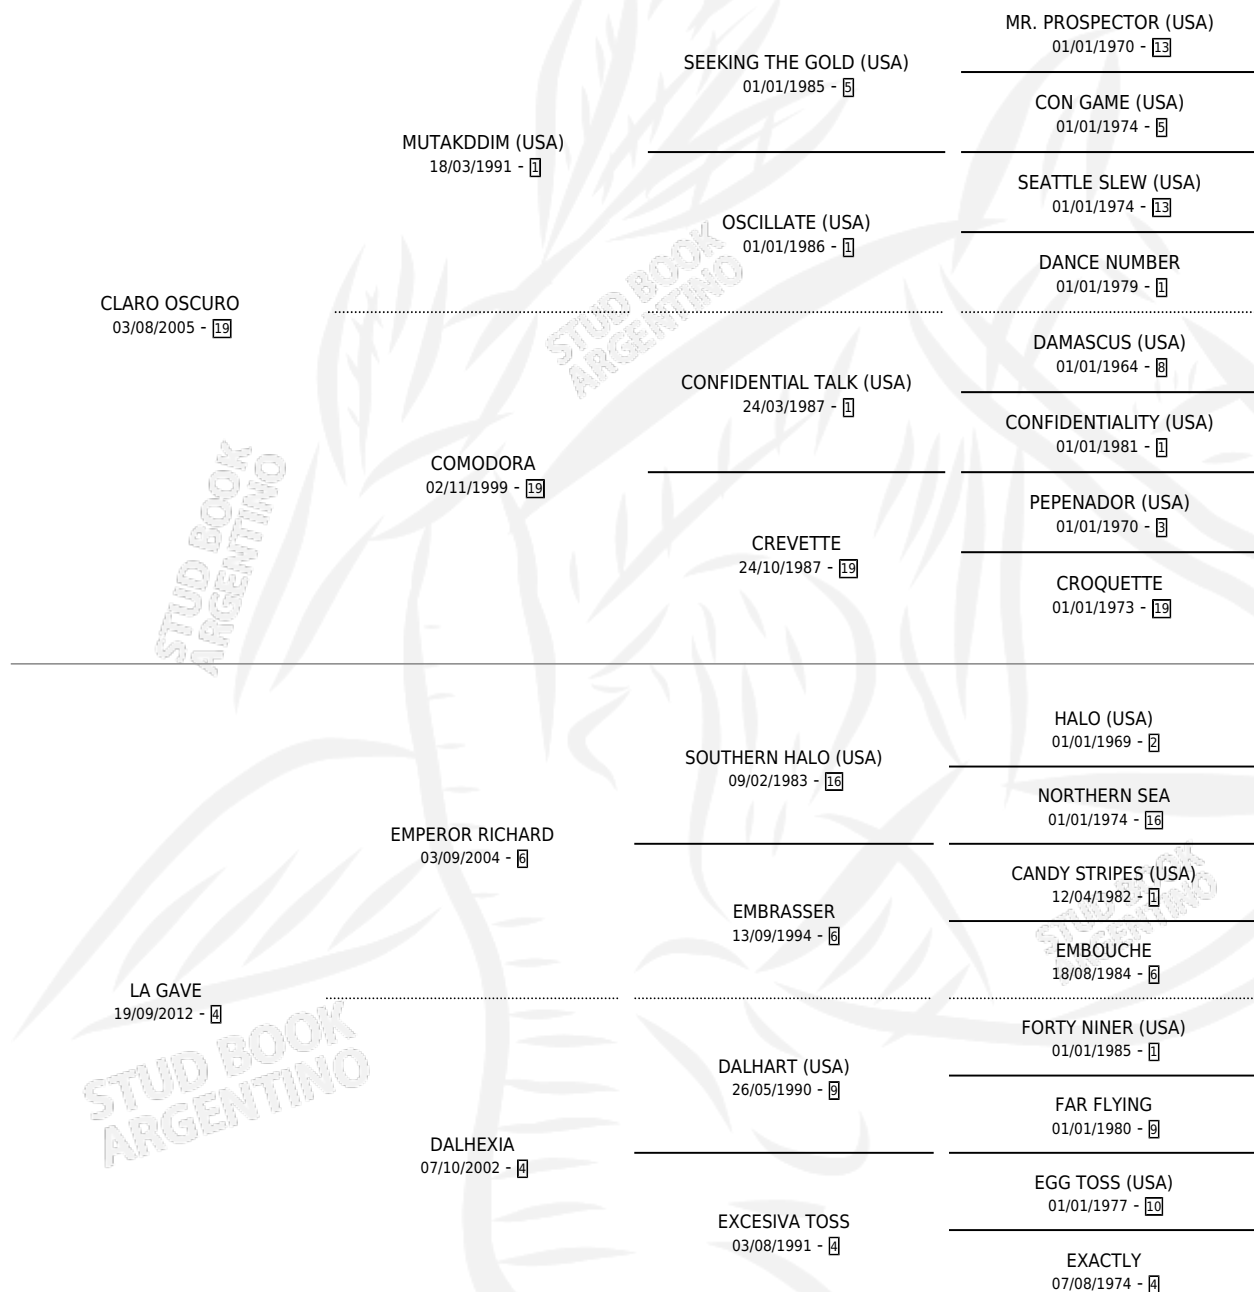 MR. PROSPECTOR (USA)
01/01/1970 - 13
SEEKING THE GOLD (USA)
01/01/1985 - 5
CON GAME (USA)
01/01/1974 - 5
MUTAKDDIM (USA)
18/03/1991 - 1
SEATTLE SLEW (USA)
01/01/1974 - 13
OSCILLATE (USA)
01/01/1986 - 1
DANCE NUMBER
01/01/1979 - 1
CLARO OSCURO
03/08/2005 - 19
DAMASCUS (USA)
01/01/1964 - 8
CONFIDENTIAL TALK (USA)
24/03/1987 - 1
CONFIDENTIALITY (USA)
01/01/1981 - 1
COMODORA
02/11/1999 - 19
PEPENADOR (USA)
01/01/1970 - 3
CREVETTE
24/10/1987 - 19
CROQUETTE
01/01/1973 - 19
STUD BOOK
ARGENTINO
STUD BOOK
ARGENTINO
HALO (USA)
01/01/1969 - 2
SOUTHERN HALO (USA)
09/02/1983 - 16
NORTHERN SEA
01/01/1974 - 16
EMPEROR RICHARD
03/09/2004 - 6
CANDY STRIPES (USA)
12/04/1982 - 1
EMBRASSER
13/09/1994 - 6
EMBOUCHE
18/08/1984 - 6
LA GAVE
19/09/2012 - 4
FORTY NINER (USA)
01/01/1985 - 1
DALHART (USA)
26/05/1990 - 9
FAR FLYING
01/01/1980 - 9
DALHEXIA
07/10/2002 - 4
EGG TOSS (USA)
01/01/1977 - 10
EXCESIVA TOSS
03/08/1991 - 4
EXACTLY
07/08/1974 - 4
STUD BOOK
ARGENTINO
STUD BOOK
ARGENTINO